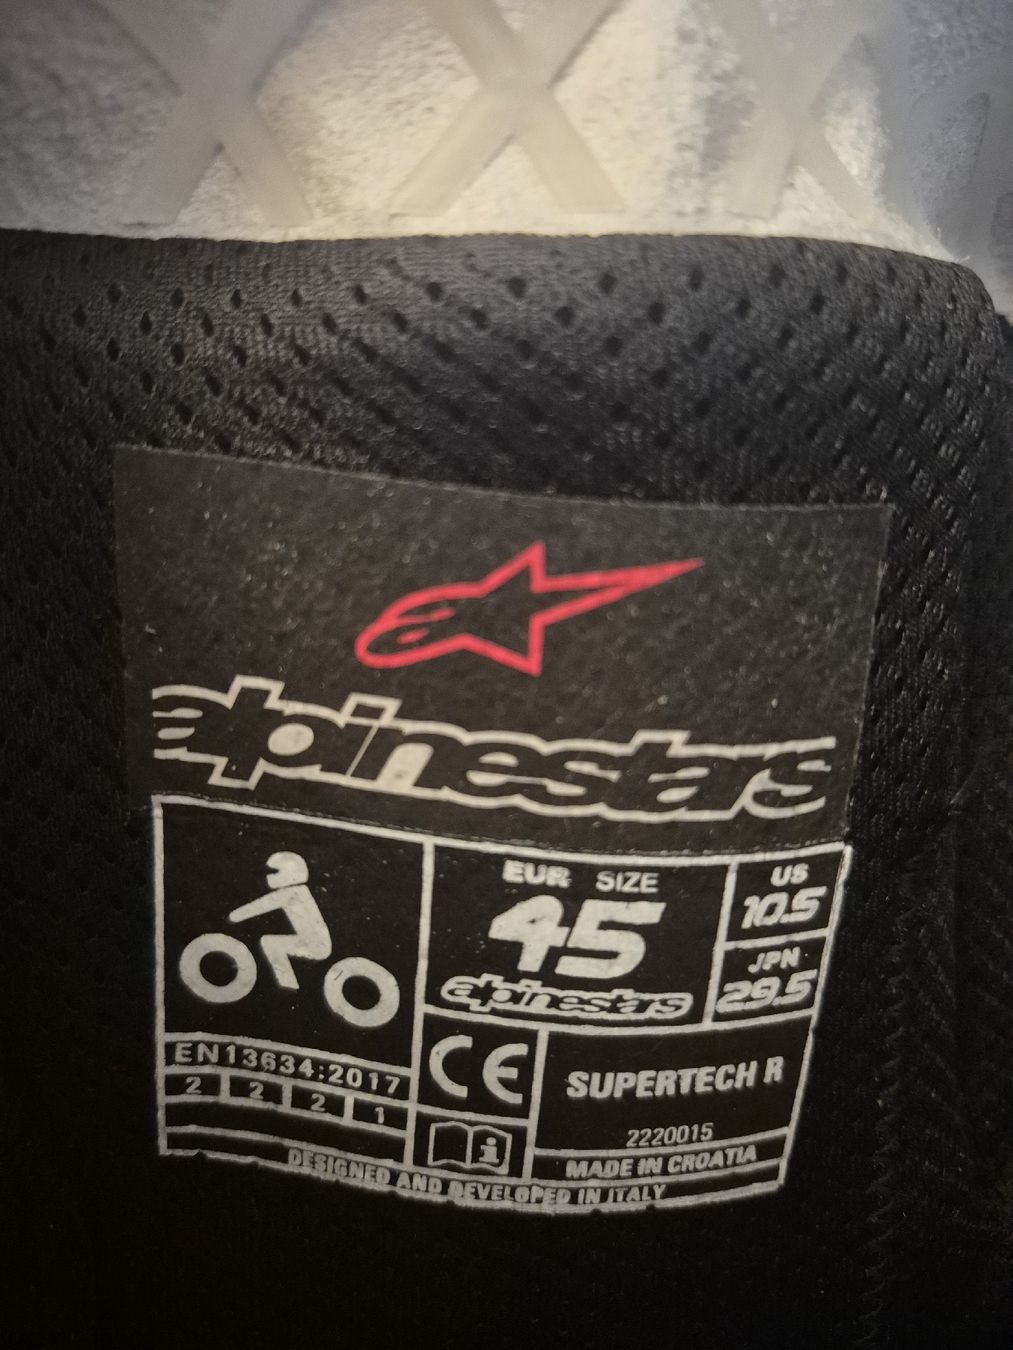 alpinestars
EUR SIZE
45
alpinestars
US
10.5
JPN
29.5
EN13634:2017
2 2 2 1
CE
i
SUPERTECH R
2220015
MADE IN CROATIA
DESIGNED AND DEVELOPED IN ITALY